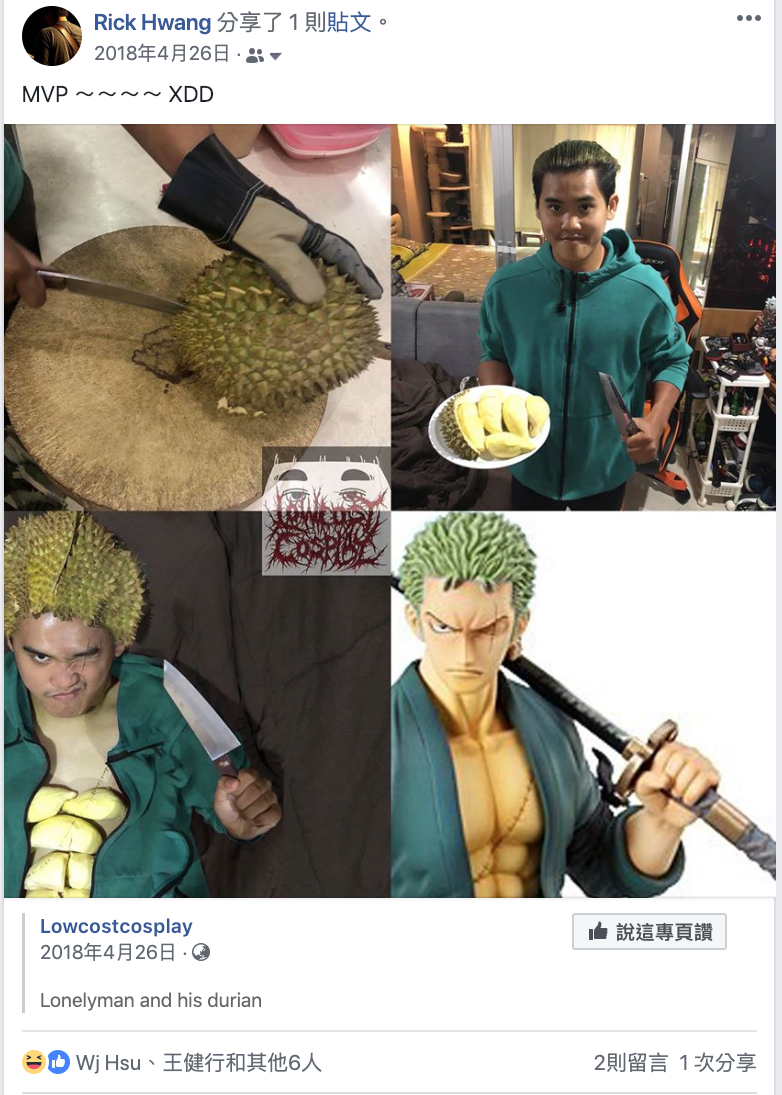 Rick Hwang 分享了 1 則貼文。
2018年4月26日 ·
MVP ～～～～ XDD
LOWCOST
COSPLAY
Lowcostcosplay
2018年4月26日 ·
說這專頁讚
Lonelyman and his durian
Wj Hsu、王健行和其他6人
2則留言 1次分享